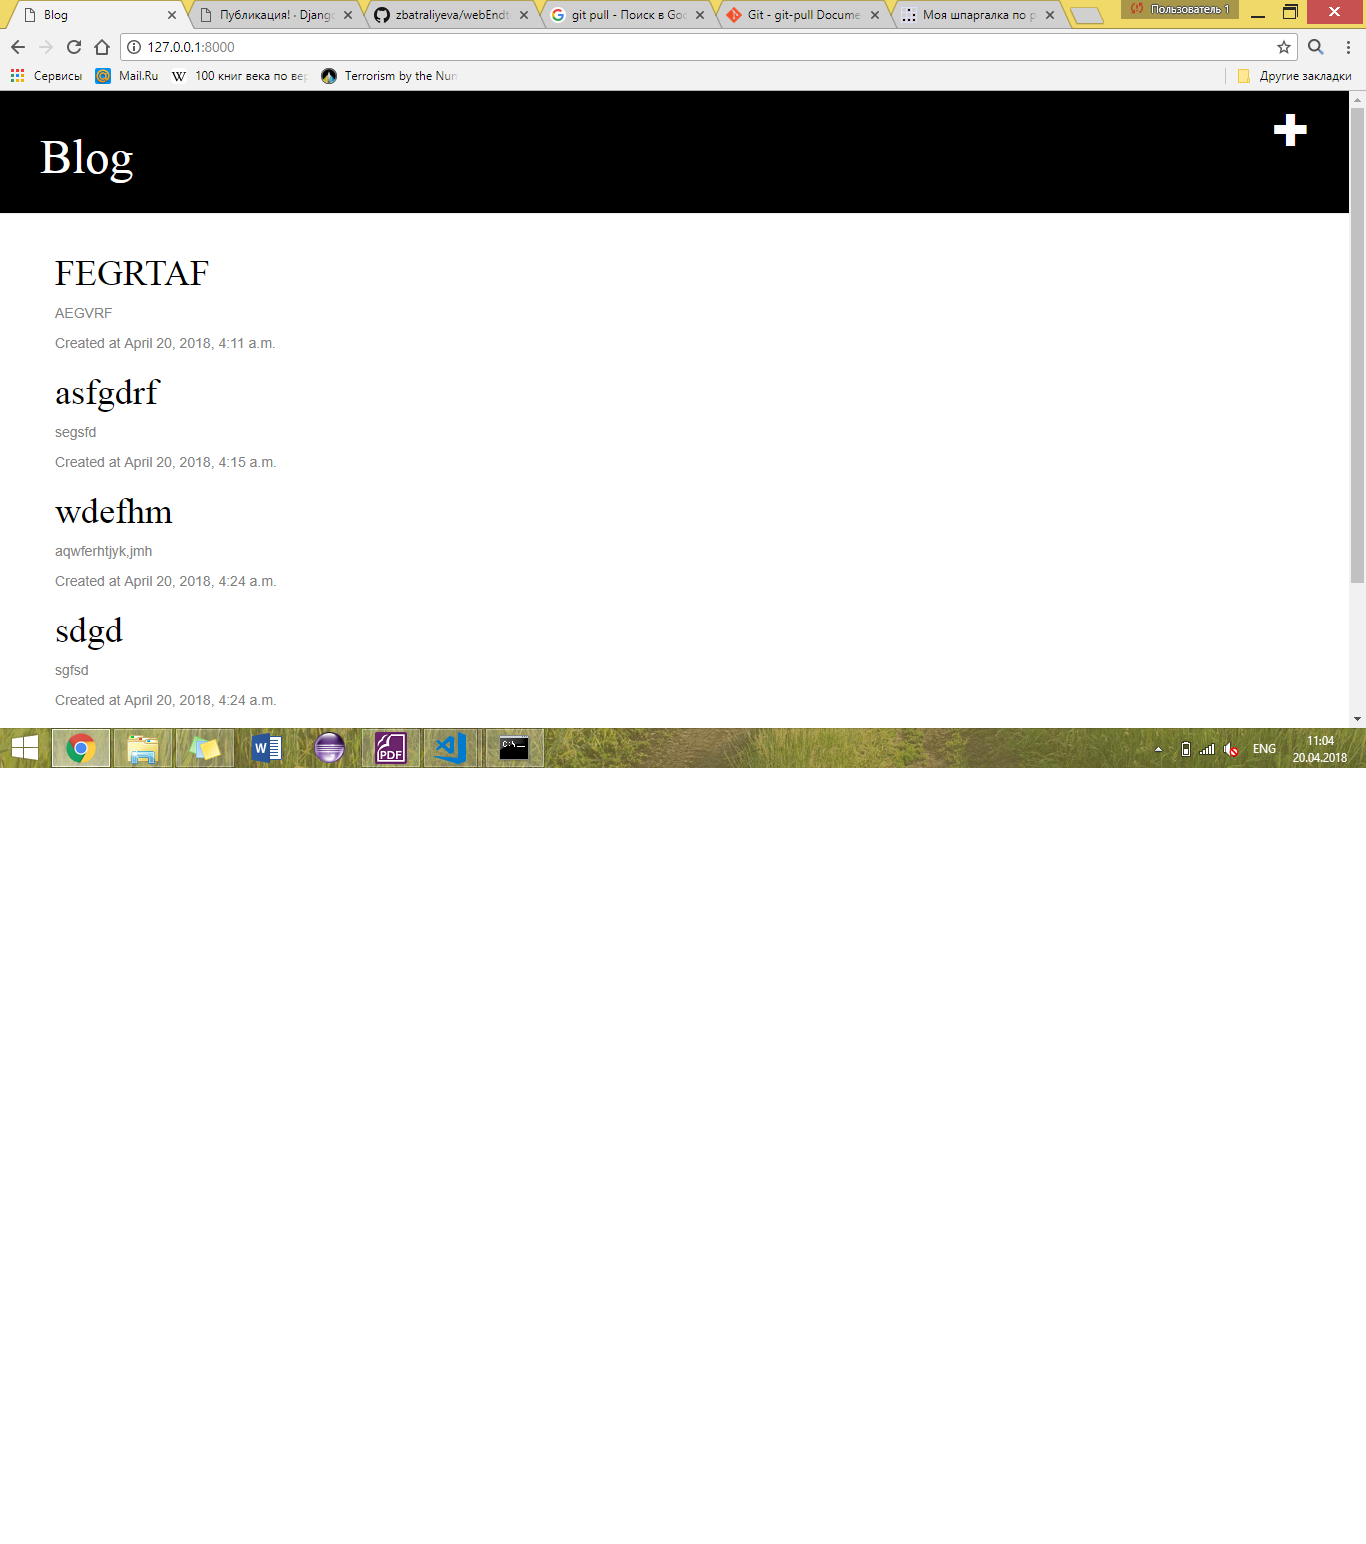 Blog
Публикация! · Django
zbatraliyeva/webEndt
git pull - Поиск в Goo
Git - git-pull Docume
Моя шпаргалка по р
Пользователь 1
127.0.0.1:8000
Сервисы
Mail.Ru
W
100 книг века по вер
Terrorism by the Num
Другие закладки
Blog
FEGRTAF
AEGVRF
Created at April 20, 2018, 4:11 a.m.
asfgdrf
segsfd
Created at April 20, 2018, 4:15 a.m.
wdefhm
aqwferhtjyk,jmh
Created at April 20, 2018, 4:24 a.m.
sdgd
sgfsd
Created at April 20, 2018, 4:24 a.m.
W
PDF
C:\_
ENG
11:04
20.04.2018